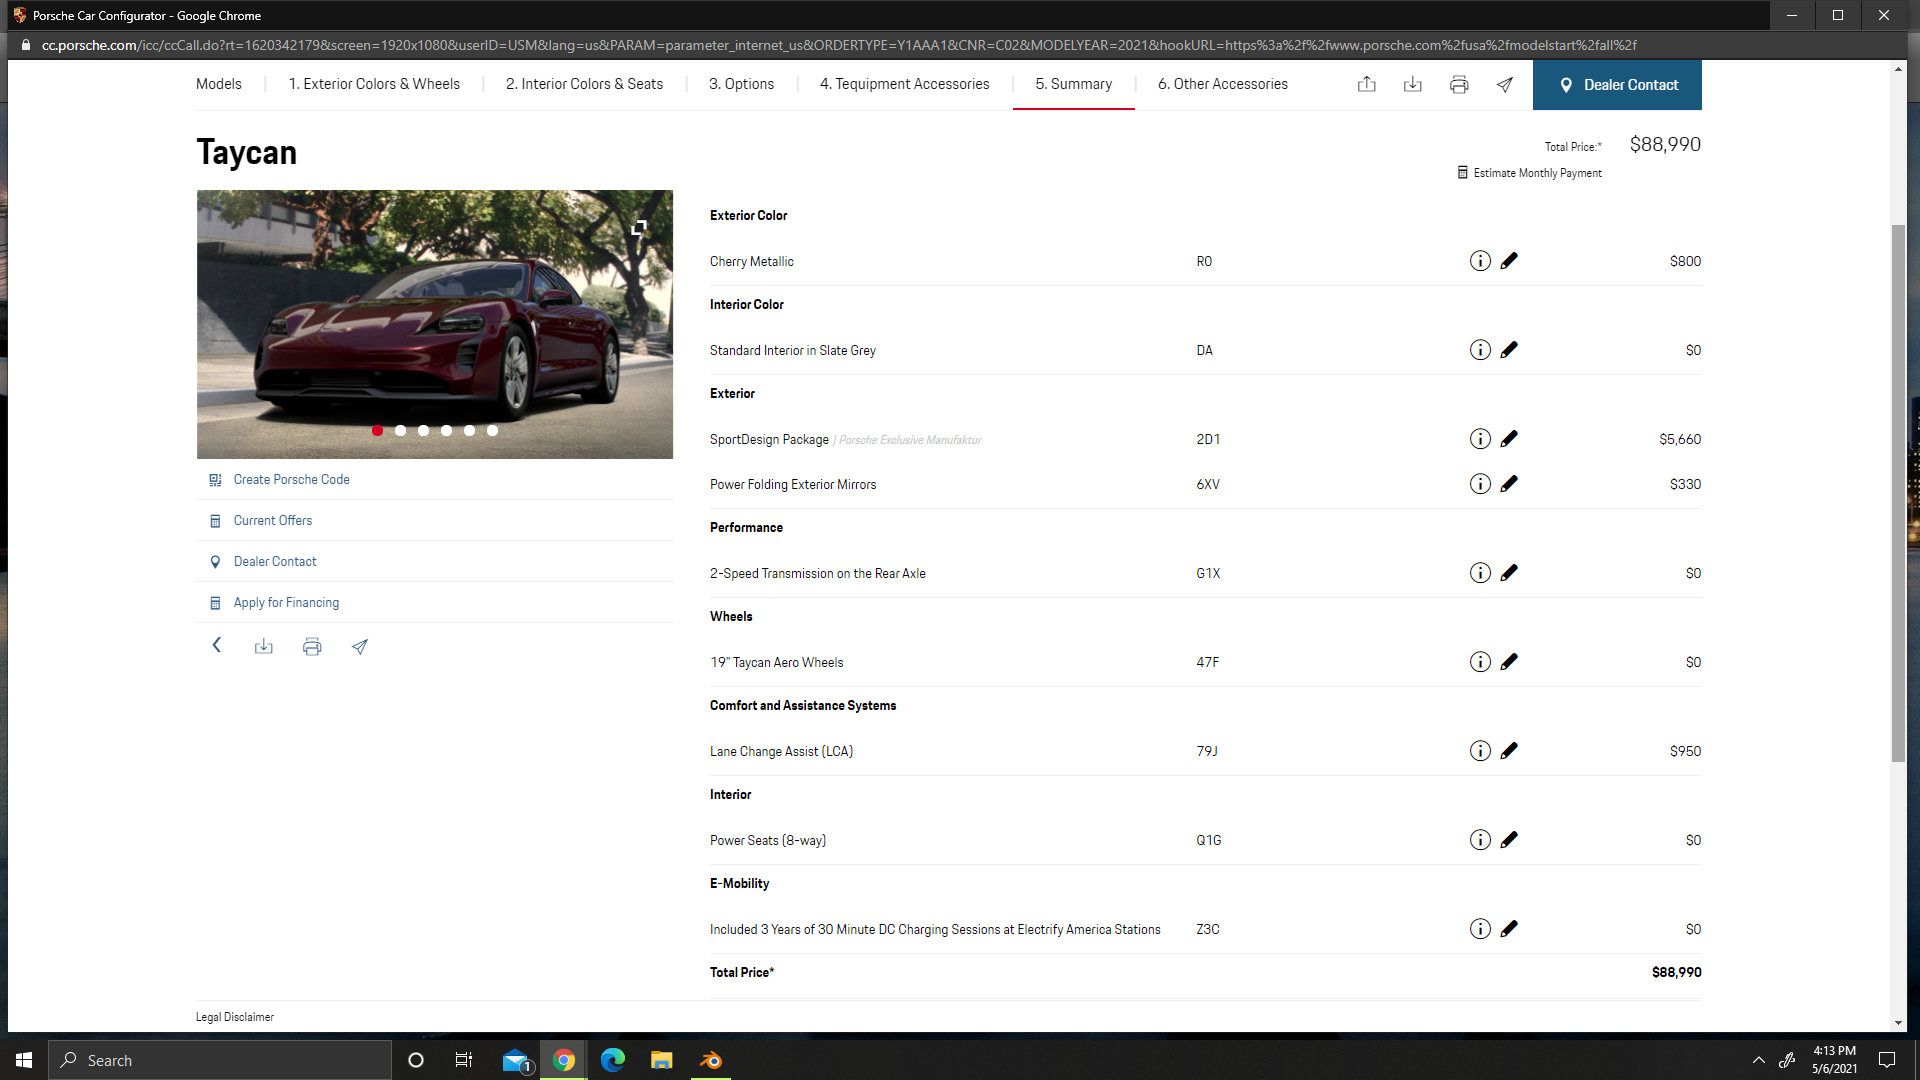 Porsche Car Configurator - Google Chrome
cc.porsche.com/icc/ccCall.do?rt=1620342179&screen=1920x1080&userID=USM&lang=us&PARAM=parameter_internet_us&ORDERTYPE=Y1AAA1&CNR=C02&MODELYEAR=2021&hookURL=https%3a%2f%2fwww.porsche.com%2fusa%2fmodelstart%2fall%2f
Models 1. Exterior Colors & Wheels 2. Interior Colors & Seats 3. Options 4. Tequipment Accessories 5. Summary 6. Other Accessories Dealer Contact
Taycan
Total Price:* $88,990
Estimate Monthly Payment
Exterior Color
Cherry Metallic R0 $800
Interior Color
Standard Interior in Slate Grey DA $0
Exterior
SportDesign Package | Porsche Exclusive Manufaktur 2D1 $5,660
Power Folding Exterior Mirrors 6XV $330
Performance
2-Speed Transmission on the Rear Axle G1X $0
Wheels
19" Taycan Aero Wheels 47F $0
Comfort and Assistance Systems
Lane Change Assist (LCA) 79J $950
Interior
Power Seats (8-way) Q1G $0
E-Mobility
Included 3 Years of 30 Minute DC Charging Sessions at Electrify America Stations Z3C $0
Total Price* $88,990
Create Porsche Code
Current Offers
Dealer Contact
Apply for Financing
Legal Disclaimer
Search
1
4:13 PM
5/6/2021